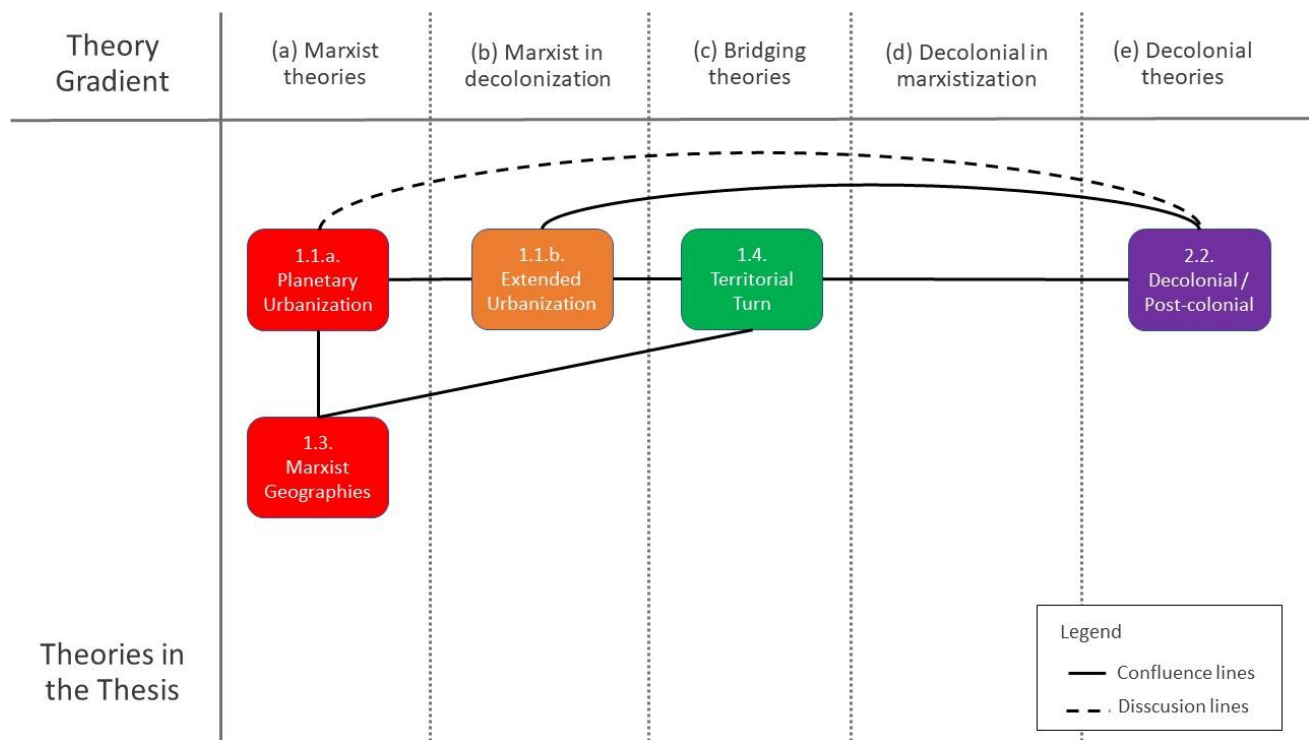 Theory
Gradient
(a) Marxist
theories
(b) Marxist in
decolonization
(c) Bridging
theories
(d) Decolonial in
marxistization
(e) Decolonial
theories
1.1.a.
Planetary
Urbanization
1.1.b.
Extended
Urbanization
1.4.
Territorial
Turn
2.2.
Decolonial /
Post-colonial
1.3.
Marxist
Geographies
Theories in
the Thesis
Legend
Confluence lines
Disscusion lines